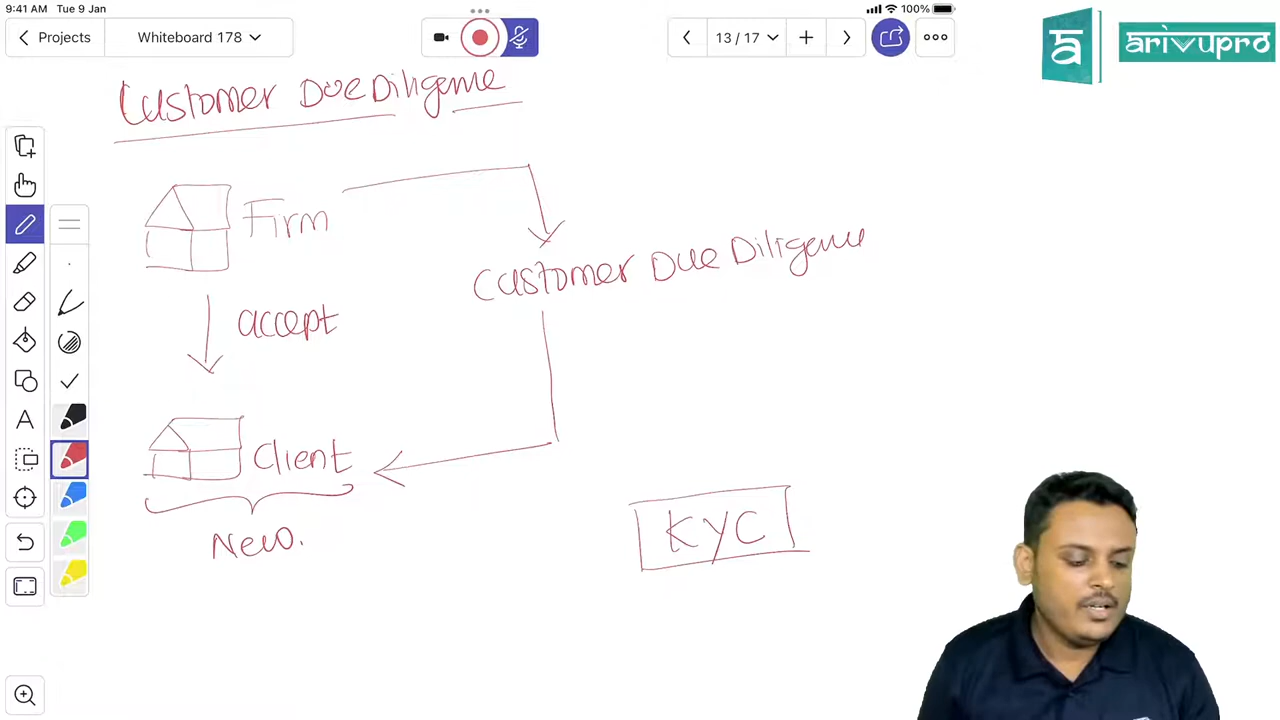 9:41 AM Tue 9 Jan
100%
Projects
Whiteboard 178
13 / 17
arivupro
Customer Due Diligence
Firm
Customer Due Diligence
accept
Client
KYC
New.
A